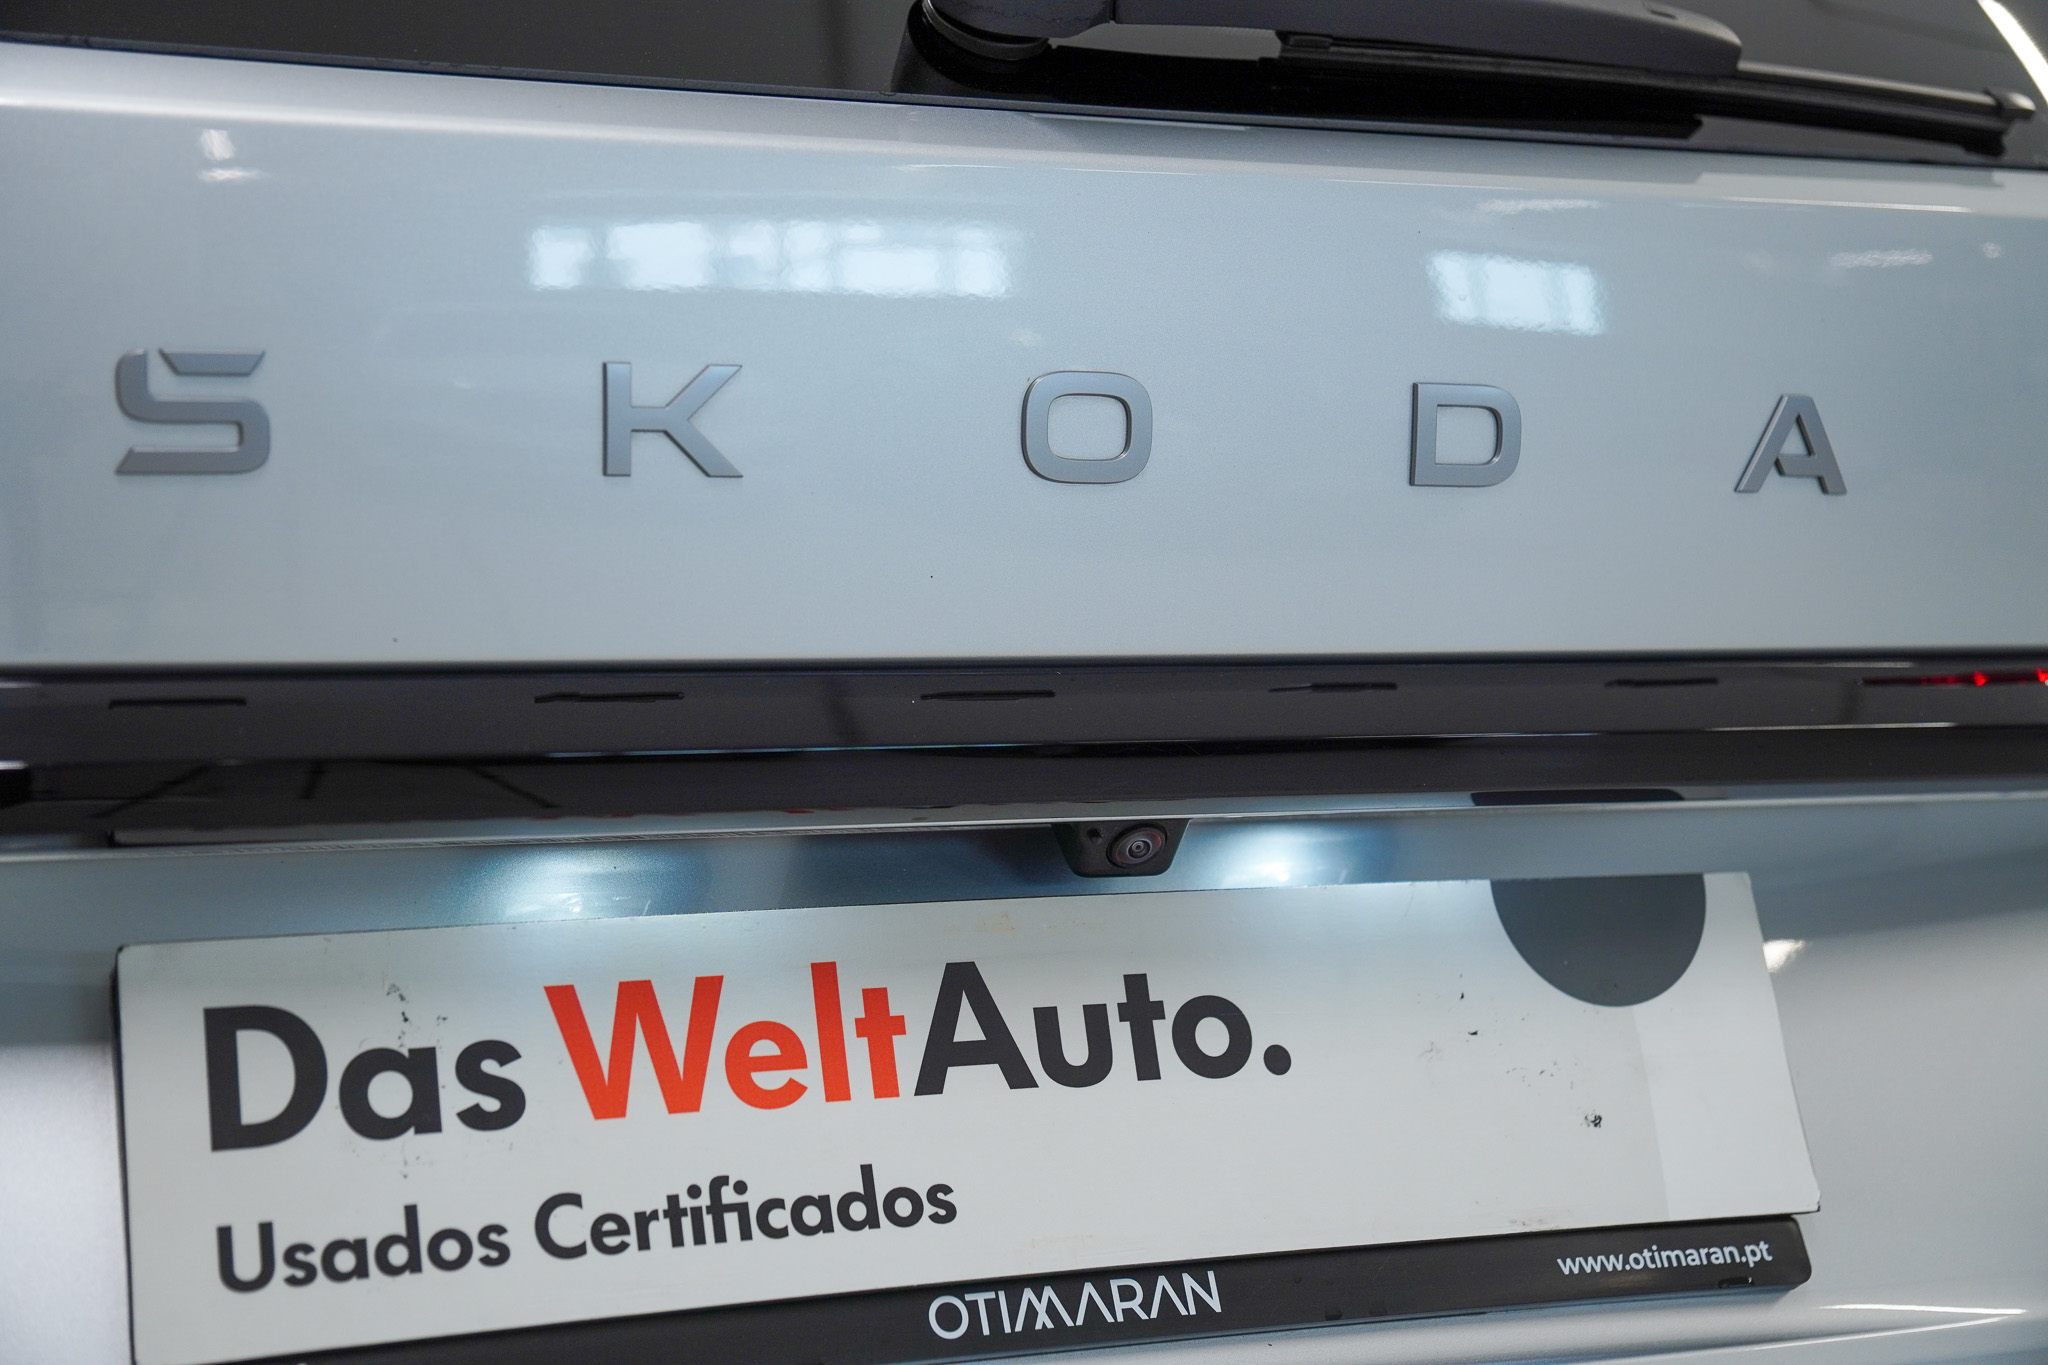 SKODA
Das WeltAuto.
Usados Certificados
OTIMARAN
www.otimaran.pt